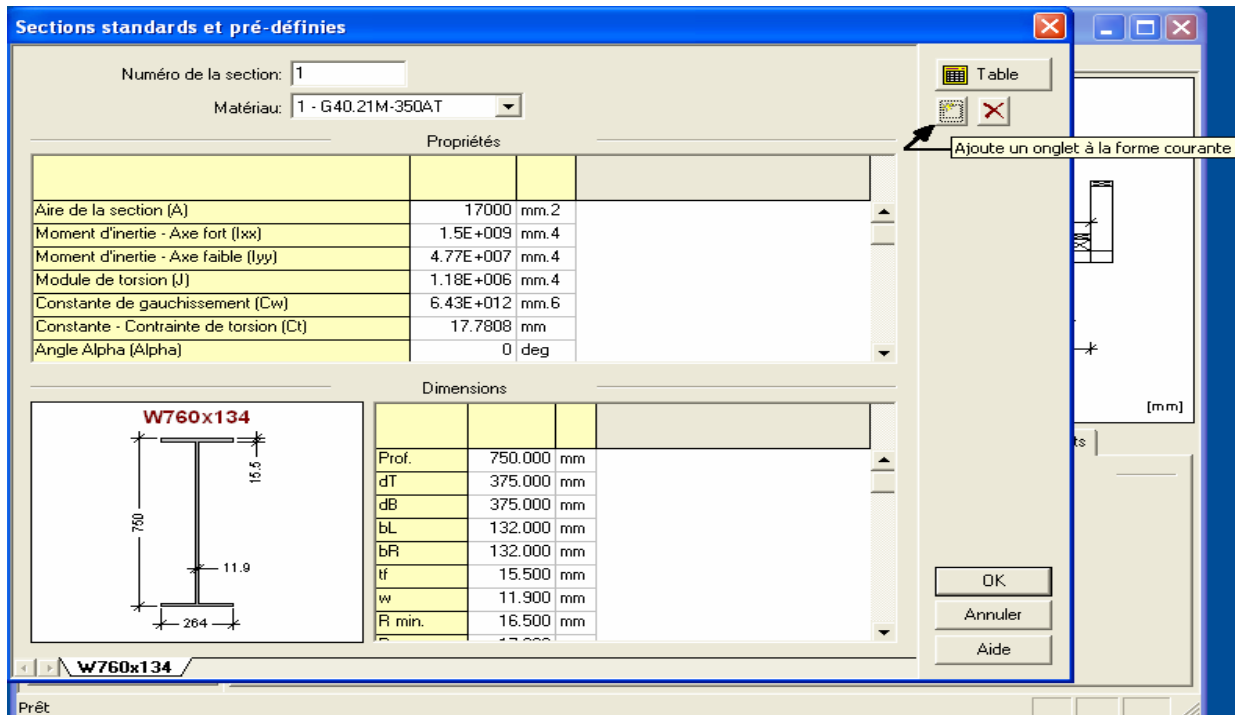 Sections standards et pré-définies
Numéro de la section: 1
Matériau: 1 - G40.21M-350AT
Table
Ajoute un onglet à la forme courante
Propriétés
Aire de la section (A) 17000 mm.2
Moment d'inertie - Axe fort (Ixx) 1.5E+009 mm.4
Moment d'inertie - Axe faible (Iyy) 4.77E+007 mm.4
Module de torsion (J) 1.18E+006 mm.4
Constante de gauchissement (Cw) 6.43E+012 mm.6
Constante - Contrainte de torsion (Ct) 17.7808 mm
Angle Alpha (Alpha) 0 deg
Dimensions
[mm]
W760x134
15.5
750
11.9
264
Prof. 750.000 mm
dT 375.000 mm
dB 375.000 mm
bL 132.000 mm
bR 132.000 mm
tf 15.500 mm
w 11.900 mm
R min. 16.500 mm
ts
OK
Annuler
Aide
W760x134
Prêt